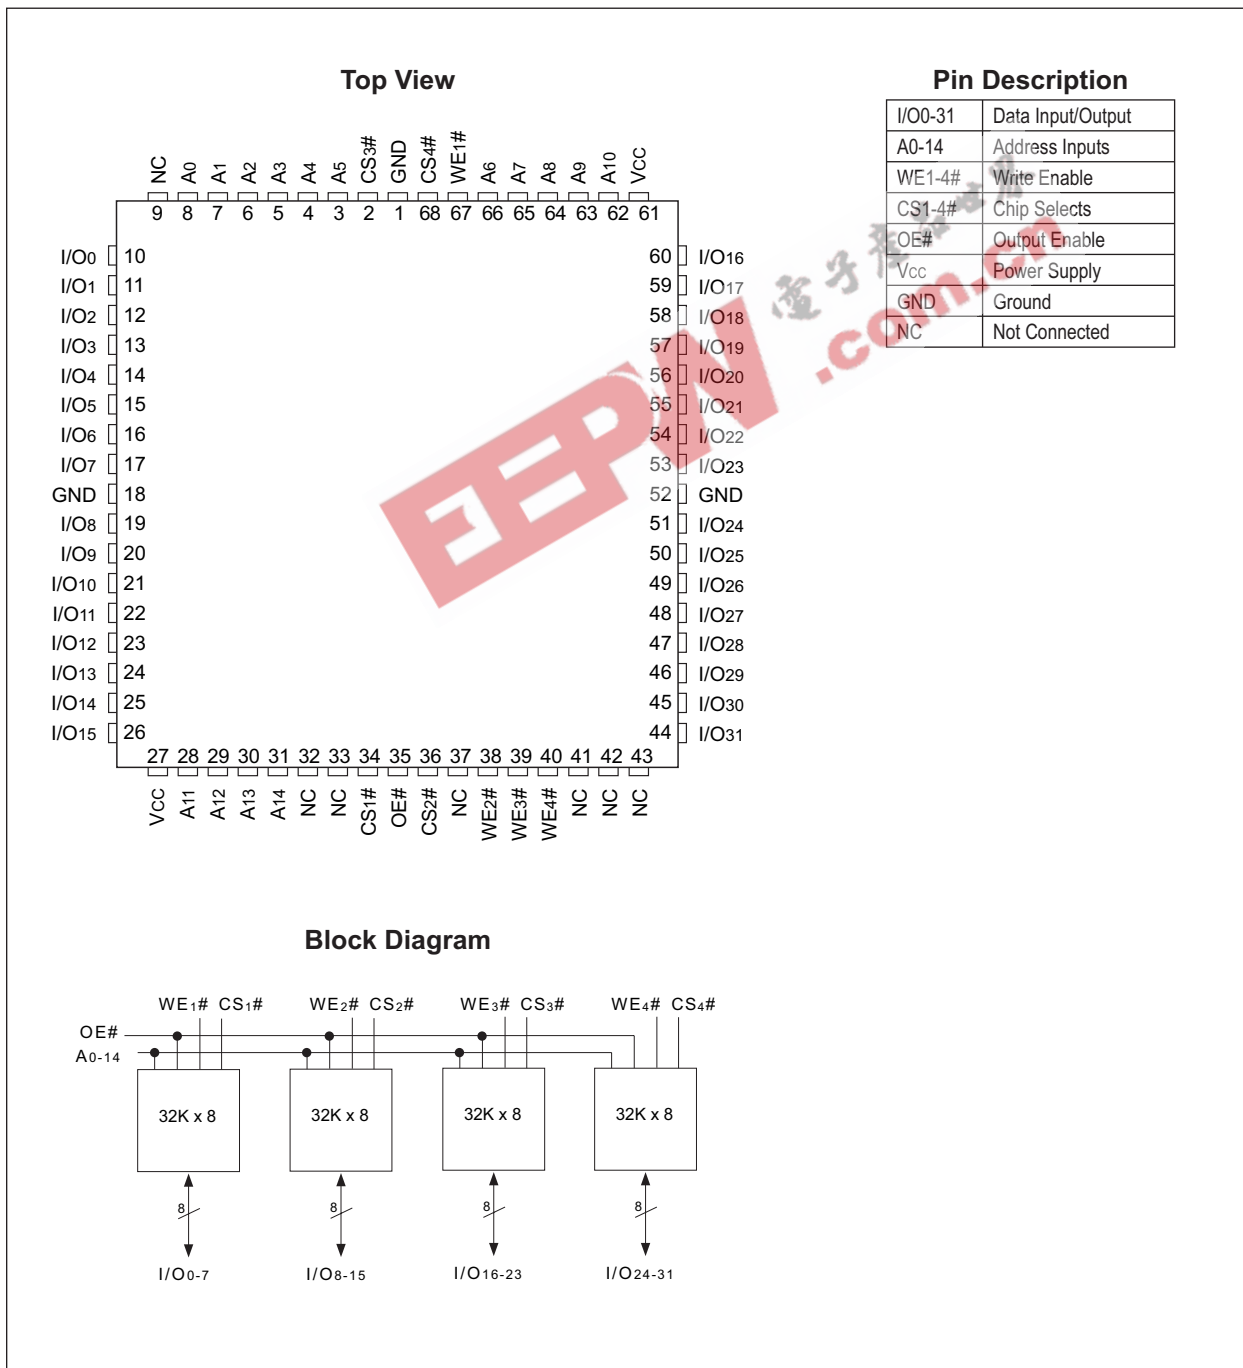 Top View
NC A0 A1 A2 A3 A4 A5 CS3# GND CS4# WE1# A6 A7 A8 A9 A10 VCC
9 8 7 6 5 4 3 2 1 68 67 66 65 64 63 62 61
I/O0 10
I/O1 11
I/O2 12
I/O3 13
I/O4 14
I/O5 15
I/O6 16
I/O7 17
GND 18
I/O8 19
I/O9 20
I/O10 21
I/O11 22
I/O12 23
I/O13 24
I/O14 25
I/O15 26
60 I/O16
59 I/O17
58 I/O18
57 I/O19
56 I/O20
55 I/O21
54 I/O22
53 I/O23
52 GND
51 I/O24
50 I/O25
49 I/O26
48 I/O27
47 I/O28
46 I/O29
45 I/O30
44 I/O31
27 28 29 30 31 32 33 34 35 36 37 38 39 40 41 42 43
VCC A11 A12 A13 A14 NC NC CS1# OE# CS2# NC WE2# WE3# WE4# NC NC NC
Pin Description
I/O0-31 Data Input/Output
A0-14 Address Inputs
WE1-4# Write Enable
CS1-4# Chip Selects
OE# Output Enable
Vcc Power Supply
GND Ground
NC Not Connected
EEPW
.com.cn
電子產品世界
Block Diagram
WE1# CS1# WE2# CS2# WE3# CS3# WE4# CS4#
OE#
A0-14
32K x 8 32K x 8 32K x 8 32K x 8
8 8 8 8
I/O0-7 I/O8-15 I/O16-23 I/O24-31